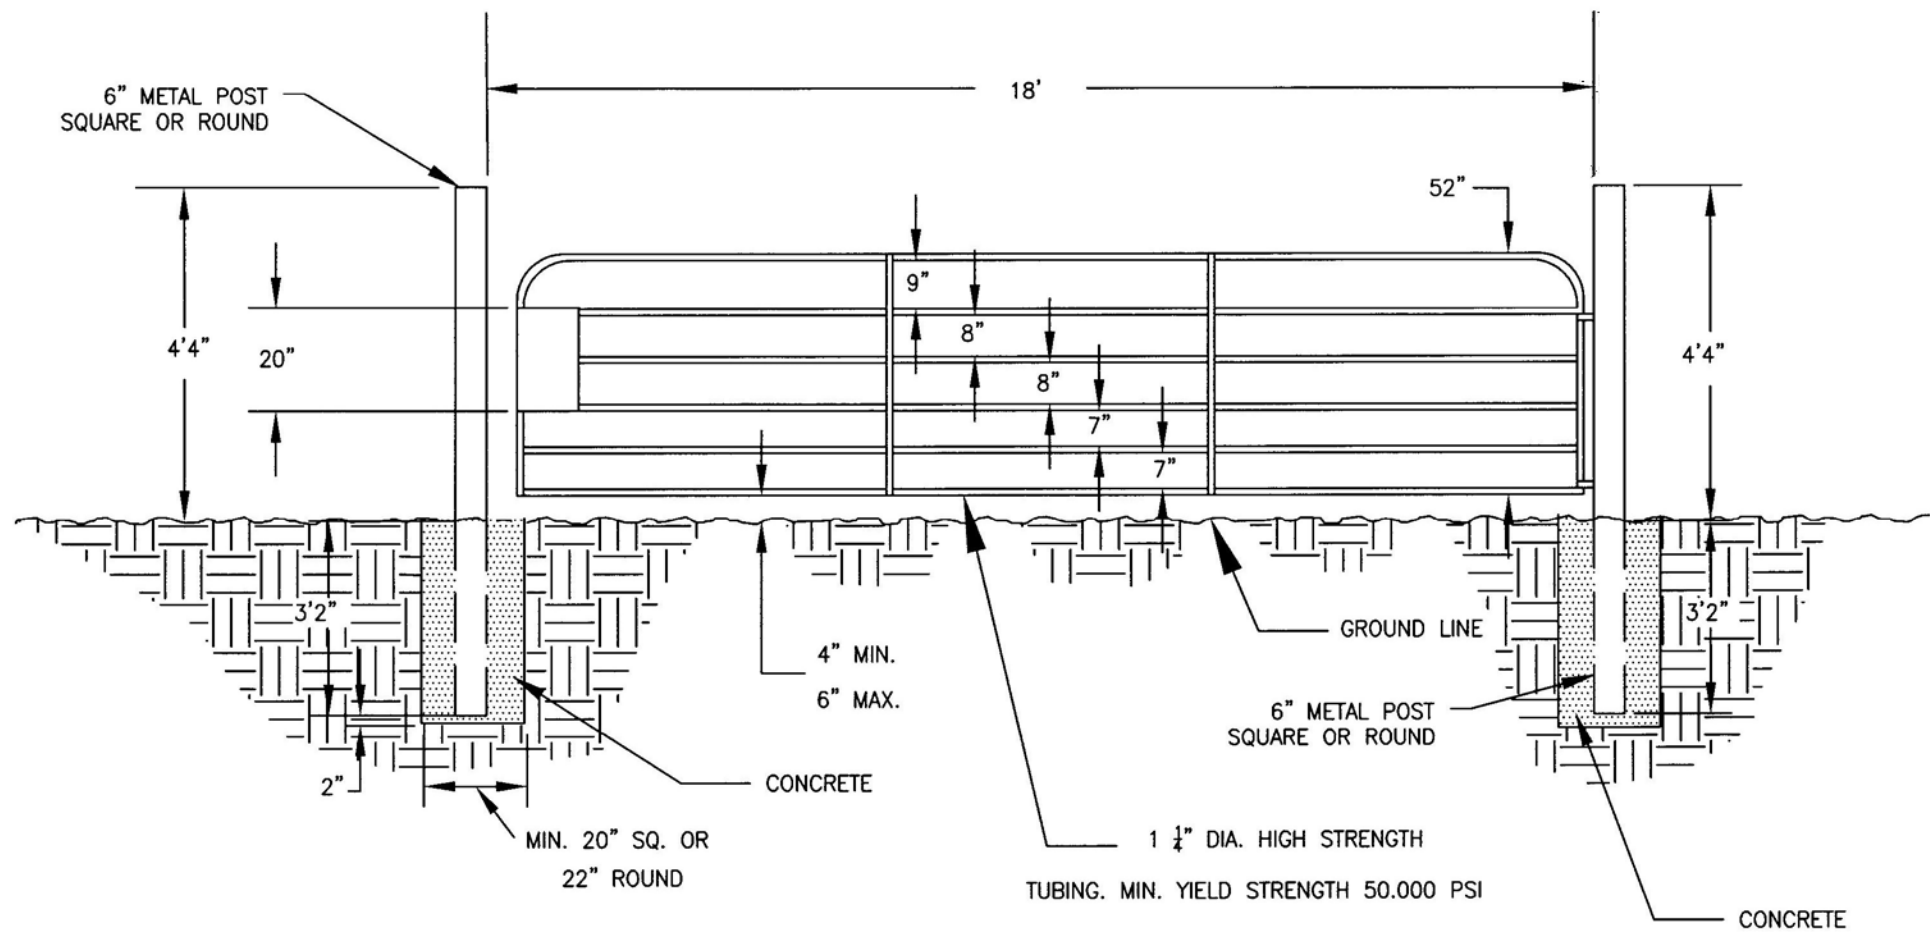 6" METAL POST
SQUARE OR ROUND
18'
52"
4'4"
20"
9"
8"
8"
7"
7"
4'4"
3'2"
2"
4" MIN.
6" MAX.
GROUND LINE
3'2"
6" METAL POST
SQUARE OR ROUND
CONCRETE
MIN. 20" SQ. OR
22" ROUND
1 1/4" DIA. HIGH STRENGTH
TUBING. MIN. YIELD STRENGTH 50.000 PSI
CONCRETE